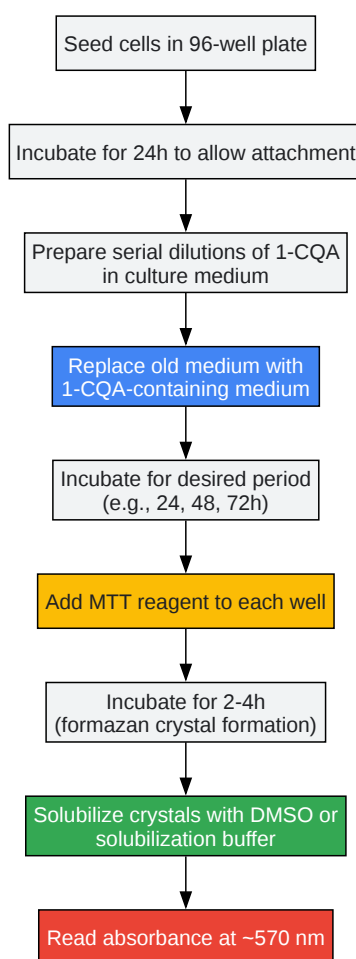 Seed cells in 96-well plate
Incubate for 24h to allow attachment
Prepare serial dilutions of 1-CQA
in culture medium
Replace old medium with
1-CQA-containing medium
Incubate for desired period
(e.g., 24, 48, 72h)
Add MTT reagent to each well
Incubate for 2-4h
(formazan crystal formation)
Solubilize crystals with DMSO or
solubilization buffer
Read absorbance at ~570 nm